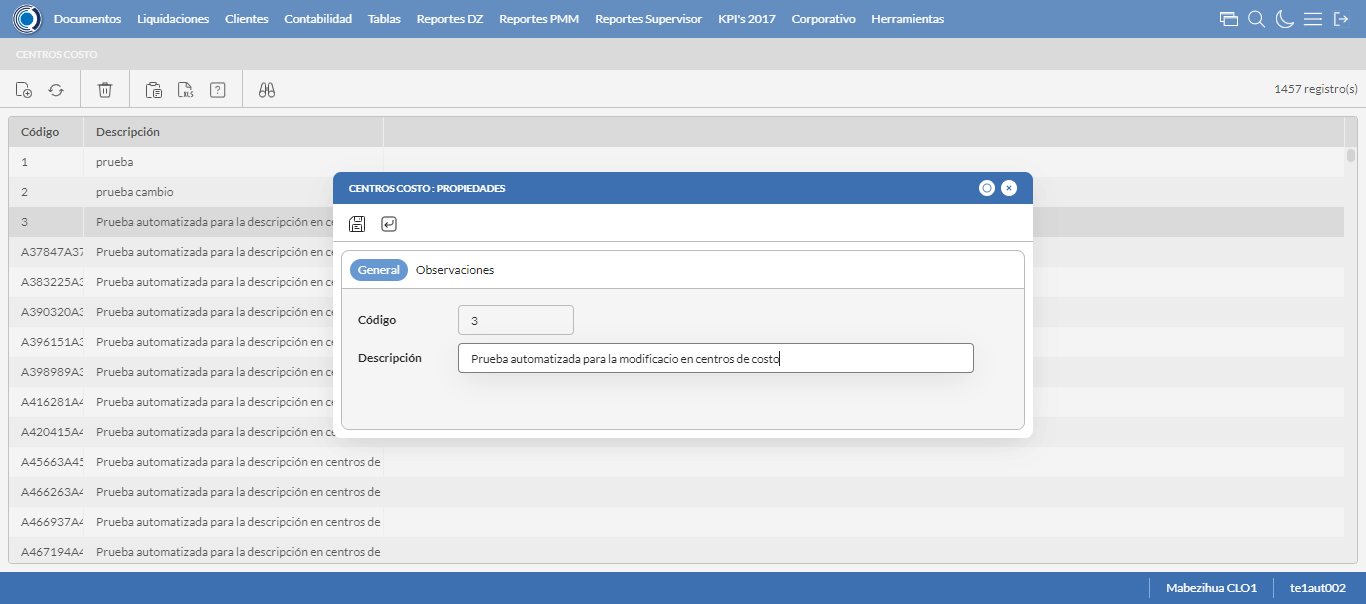 Documentos Liquidaciones Clientes Contabilidad Tablas Reportes DZ Reportes PMM Reportes Supervisor KPI's 2017 Corporativo Herramientas
CENTROS COSTO
XLS ? 1457 registro(s)
Código Descripción
1 prueba
2 prueba cambio
3 Prueba automatizada para la descripción en ce
A37847A37 Prueba automatizada para la descripción en ce
A383225A3 Prueba automatizada para la descripción en ce
A390320A3 Prueba automatizada para la descripción en ce
A396151A3 Prueba automatizada para la descripción en ce
A398989A3 Prueba automatizada para la descripción en ce
A416281A4 Prueba automatizada para la descripción en ce
A420415A4 Prueba automatizada para la descripción en ce
A45663A45 Prueba automatizada para la descripción en centros de
A466263A4 Prueba automatizada para la descripción en centros de
A466937A4 Prueba automatizada para la descripción en centros de
A467194A4 Prueba automatizada para la descripción en centros de
CENTROS COSTO : PROPIEDADES
General Observaciones
Código 3
Descripción Prueba automatizada para la modificacio en centros de costo
Mabezihua CLO1 te1aut002